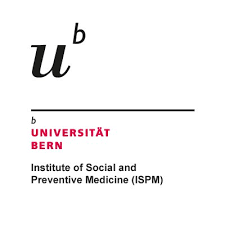 u b
b
UNIVERSITÄT
BERN
Institute of Social and
Preventive Medicine (ISPM)